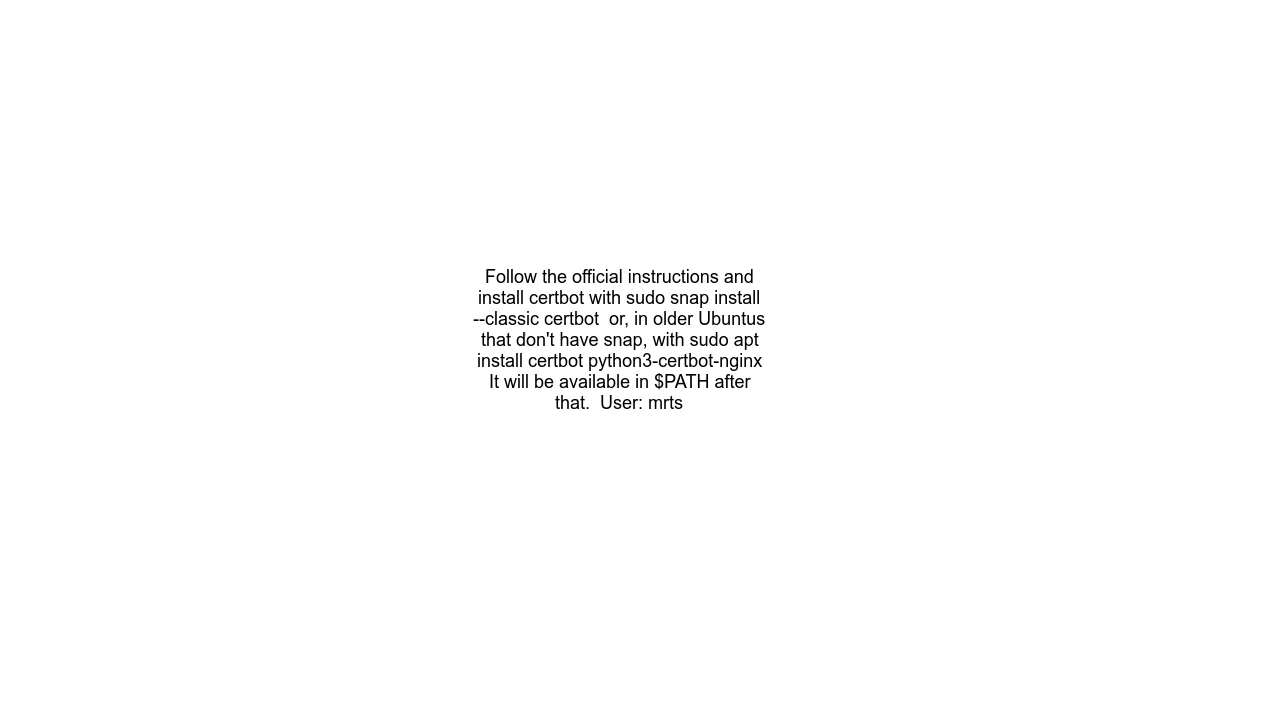 Follow the official instructions and
install certbot with sudo snap install
--classic certbot  or, in older Ubuntus
that don't have snap, with sudo apt
install certbot python3-certbot-nginx
It will be available in $PATH after
that.  User: mrts